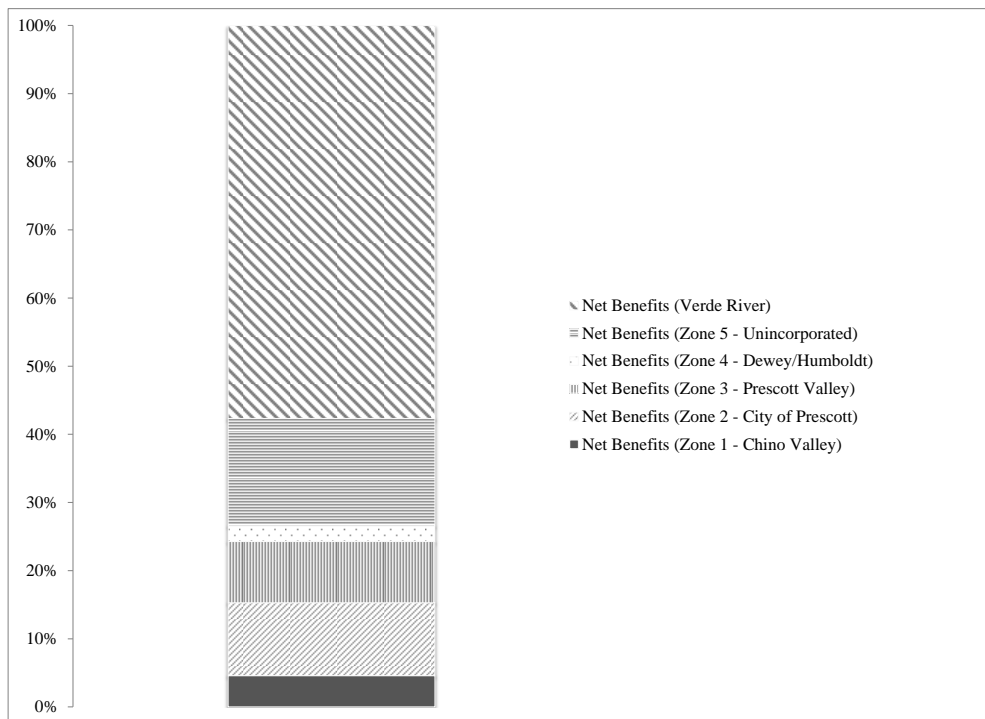 100%
90%
80%
70%
60%
50%
40%
30%
20%
10%
0%
Net Benefits (Verde River)
Net Benefits (Zone 5 - Unincorporated)
Net Benefits (Zone 4 - Dewey/Humboldt)
Net Benefits (Zone 3 - Prescott Valley)
Net Benefits (Zone 2 - City of Prescott)
Net Benefits (Zone 1 - Chino Valley)